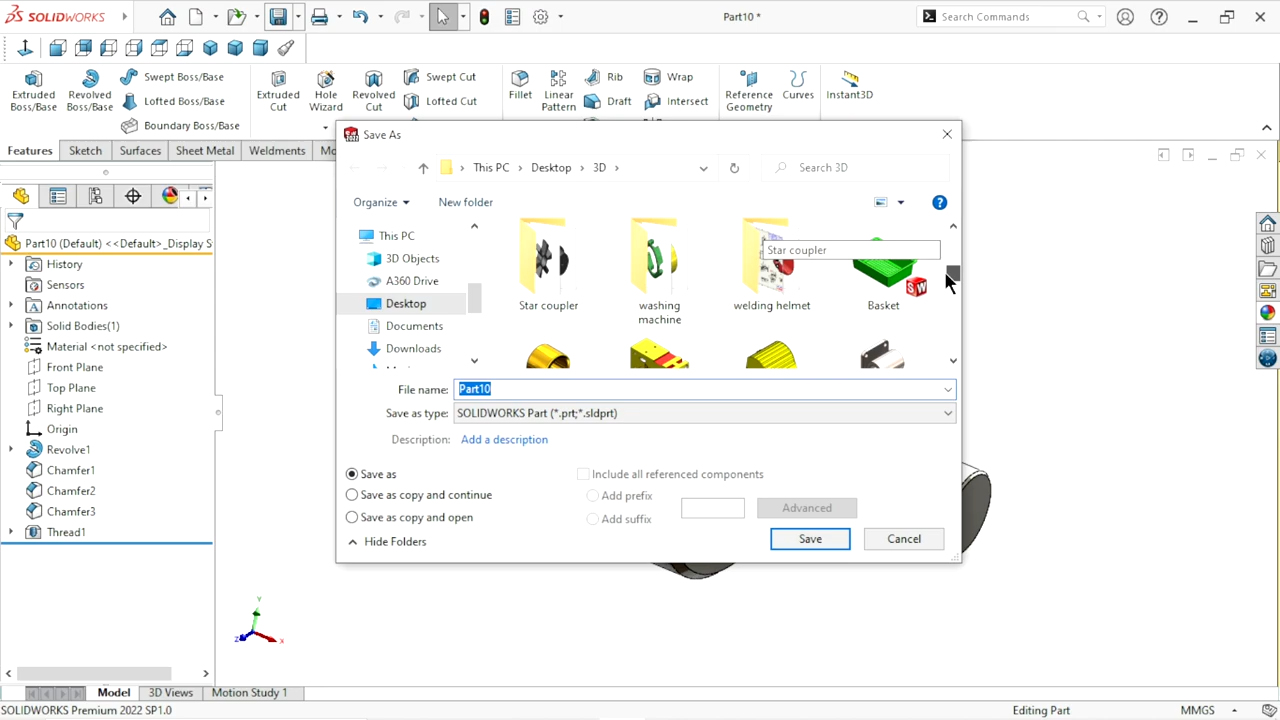 SOLIDWORKS
Part10 *
Search Commands
Extruded Boss/Base
Revolved Boss/Base
Swept Boss/Base
Lofted Boss/Base
Boundary Boss/Base
Extruded Cut
Hole Wizard
Revolved Cut
Swept Cut
Lofted Cut
Fillet
Linear Pattern
Rib
Draft
Wrap
Intersect
Reference Geometry
Curves
Instant3D
Features
Sketch
Surfaces
Sheet Metal
Weldments
Mo
Part10 (Default) <<Default>_Display S
History
Sensors
Annotations
Solid Bodies(1)
Material <not specified>
Front Plane
Top Plane
Right Plane
Origin
Revolve1
Chamfer1
Chamfer2
Chamfer3
Thread1
Save As
This PC > Desktop > 3D >
Search 3D
Organize
New folder
This PC
3D Objects
A360 Drive
Desktop
Documents
Downloads
Star coupler
Star coupler
washing machine
welding helmet
Basket
File name: Part10
Save as type: SOLIDWORKS Part (*.prt;*.sldprt)
Description: Add a description
Save as
Save as copy and continue
Save as copy and open
Include all referenced components
Add prefix
Add suffix
Advanced
Hide Folders
Save
Cancel
Y
Z
X
Model
3D Views
Motion Study 1
SOLIDWORKS Premium 2022 SP1.0
Editing Part
MMGS